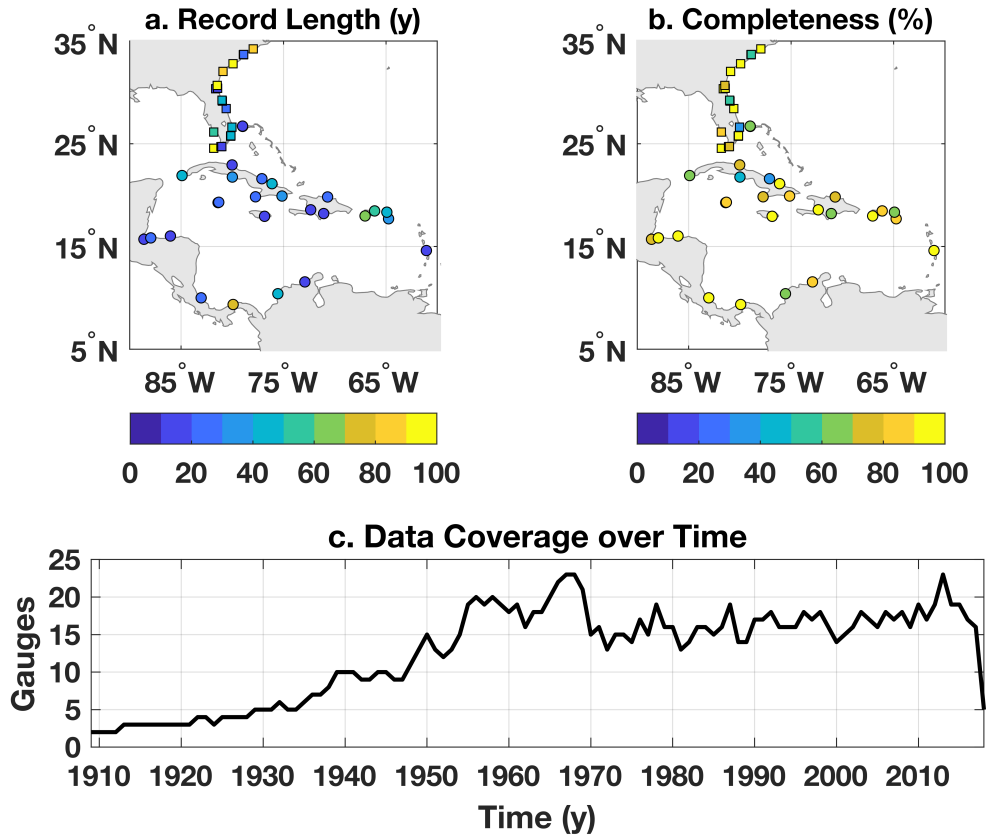 a. Record Length (y)
b. Completeness (%)
35°N
25°N
15°N
5°N
85°W 75°W 65°W
0 20 40 60 80 100
35°N
25°N
15°N
5°N
85°W 75°W 65°W
0 20 40 60 80 100
c. Data Coverage over Time
Gauges
25
20
15
10
5
0
1910 1920 1930 1940 1950 1960 1970 1980 1990 2000 2010
Time (y)